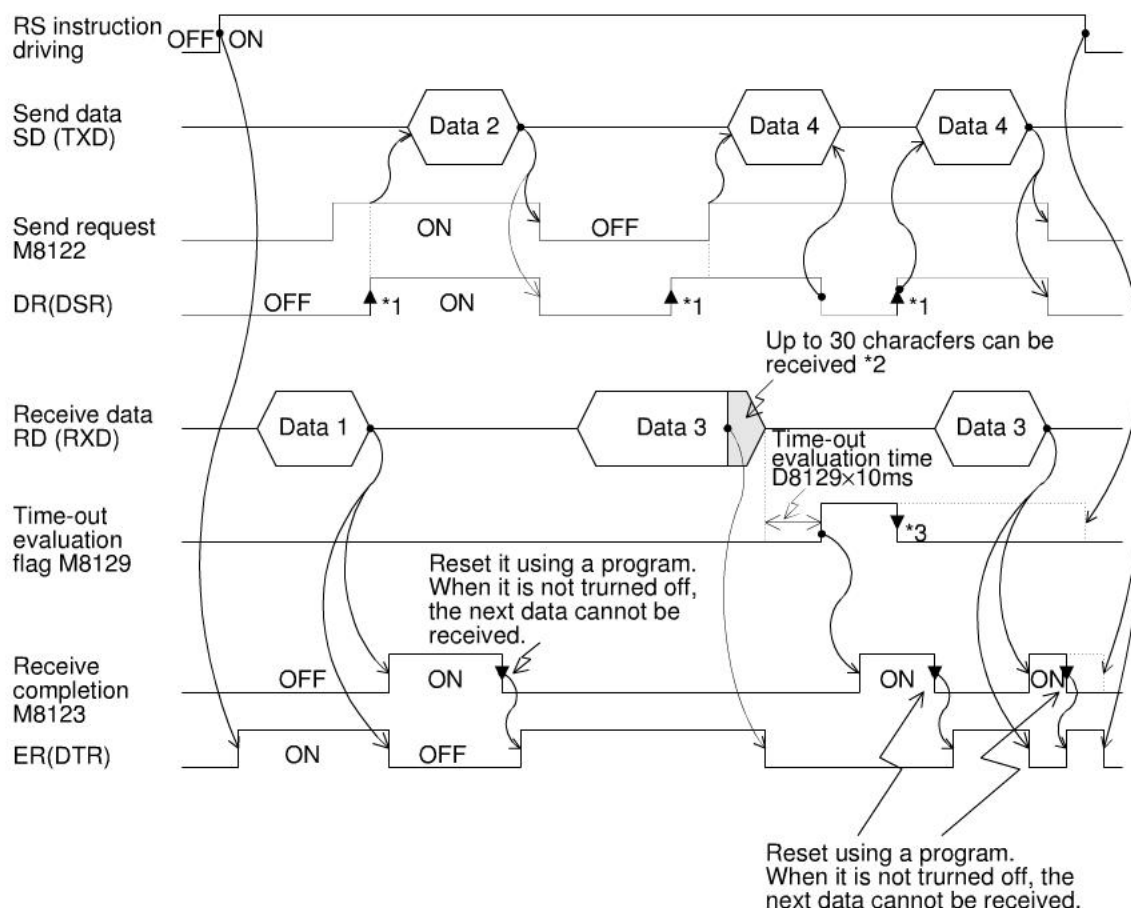 RS instruction
driving
OFF
ON
Send data
SD (TXD)
Data 2
Data 4
Data 4
Send request
M8122
ON
OFF
DR(DSR)
OFF
*1
ON
*1
*1
Up to 30 characfers can be
received *2
Receive data
RD (RXD)
Data 1
Data 3
Data 3
Time-out
evaluation time
D8129×10ms
Time-out
evaluation
flag M8129
*3
Reset it using a program.
When it is not trurned off,
the next data cannot be
received.
Receive
completion
M8123
OFF
ON
ON
ON
ER(DTR)
ON
OFF
Reset using a program.
When it is not trurned off, the
next data cannot be received.